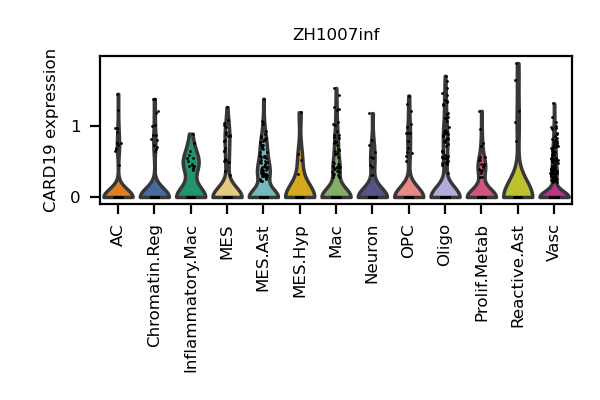 ZH1007inf
CARD19 expression
1
0
AC
Chromatin.Reg
Inflammatory.Mac
MES
MES.Ast
MES.Hyp
Mac
Neuron
OPC
Oligo
Prolif.Metab
Reactive.Ast
Vasc